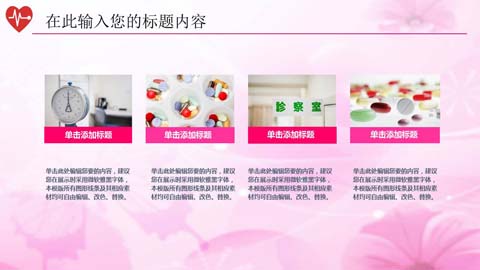 在此输入您的标题内容
診察室
单击添加标题
单击添加标题
单击添加标题
单击添加标题
单击此处编辑您要的内容，建议
您在展示时采用微软雅黑字体，
本模版所有图形线条及其相应素
材均可自由编辑、改色、替换。
单击此处编辑您要的内容，建议
您在展示时采用微软雅黑字体，
本模版所有图形线条及其相应素
材均可自由编辑、改色、替换。
单击此处编辑您要的内容，建议
您在展示时采用微软雅黑字体，
本模版所有图形线条及其相应素
材均可自由编辑、改色、替换。
单击此处编辑您要的内容，建议
您在展示时采用微软雅黑字体，
本模版所有图形线条及其相应素
材均可自由编辑、改色、替换。